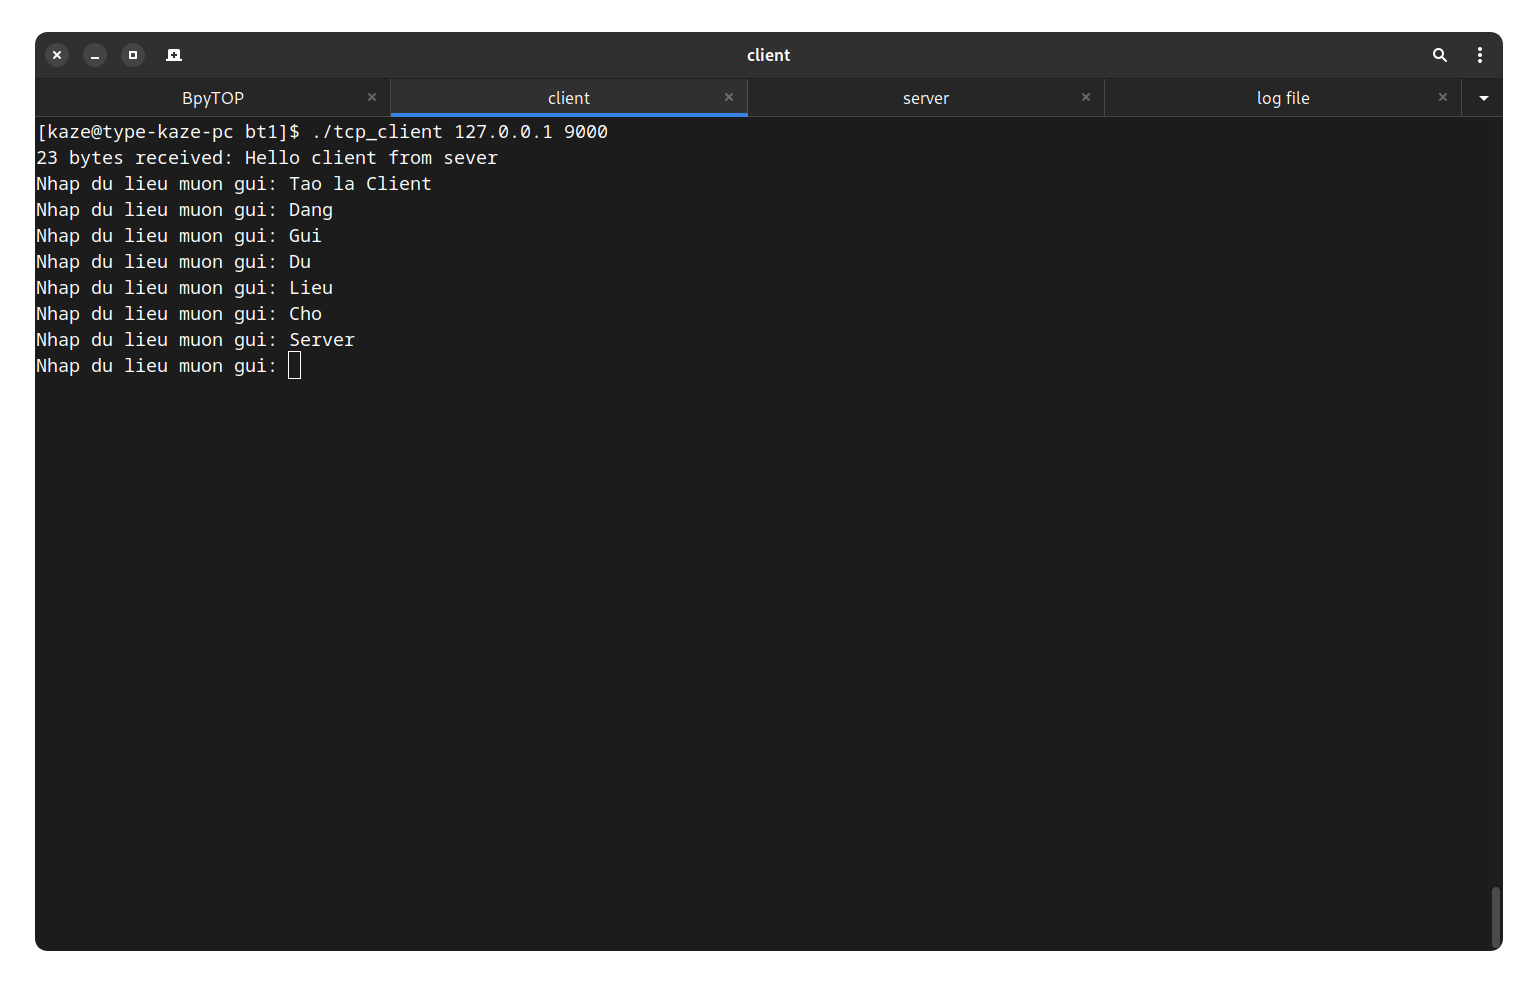 client
BpyTOP
client
server
log file
[kaze@type-kaze-pc bt1]$ ./tcp_client 127.0.0.1 9000
23 bytes received: Hello client from sever
Nhap du lieu muon gui: Tao la Client
Nhap du lieu muon gui: Dang
Nhap du lieu muon gui: Gui
Nhap du lieu muon gui: Du
Nhap du lieu muon gui: Lieu
Nhap du lieu muon gui: Cho
Nhap du lieu muon gui: Server
Nhap du lieu muon gui: